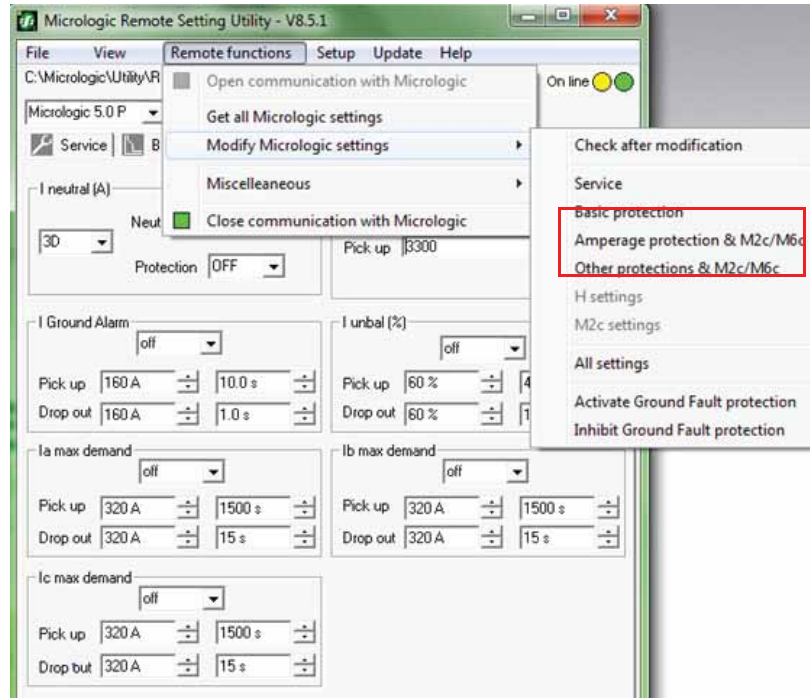 Micrologic Remote Setting Utility - V8.5.1
File View Remote functions Setup Update Help
C:\Micrologic\Utility\R
On line
Micrologic 5.0 P
Service B
Open communication with Micrologic
Get all Micrologic settings
Modify Micrologic settings
Miscelleaneous
Close communication with Micrologic
Check after modification
Service
Basic protection
Amperage protection & M2c/M6c
Other protections & M2c/M6c
H settings
M2c settings
All settings
Activate Ground Fault protection
Inhibit Ground Fault protection
I neutral (A)
Neut
3D
Protection OFF
Pick up 3300
I Ground Alarm
off
Pick up 160 A 10.0 s
Drop out 160 A 1.0 s
I unbal (%)
off
Pick up 60 % 4
Drop out 60 % 1
Ia max demand
off
Pick up 320 A 1500 s
Drop out 320 A 15 s
Ib max demand
off
Pick up 320 A 1500 s
Drop out 320 A 15 s
Ic max demand
off
Pick up 320 A 1500 s
Drop out 320 A 15 s